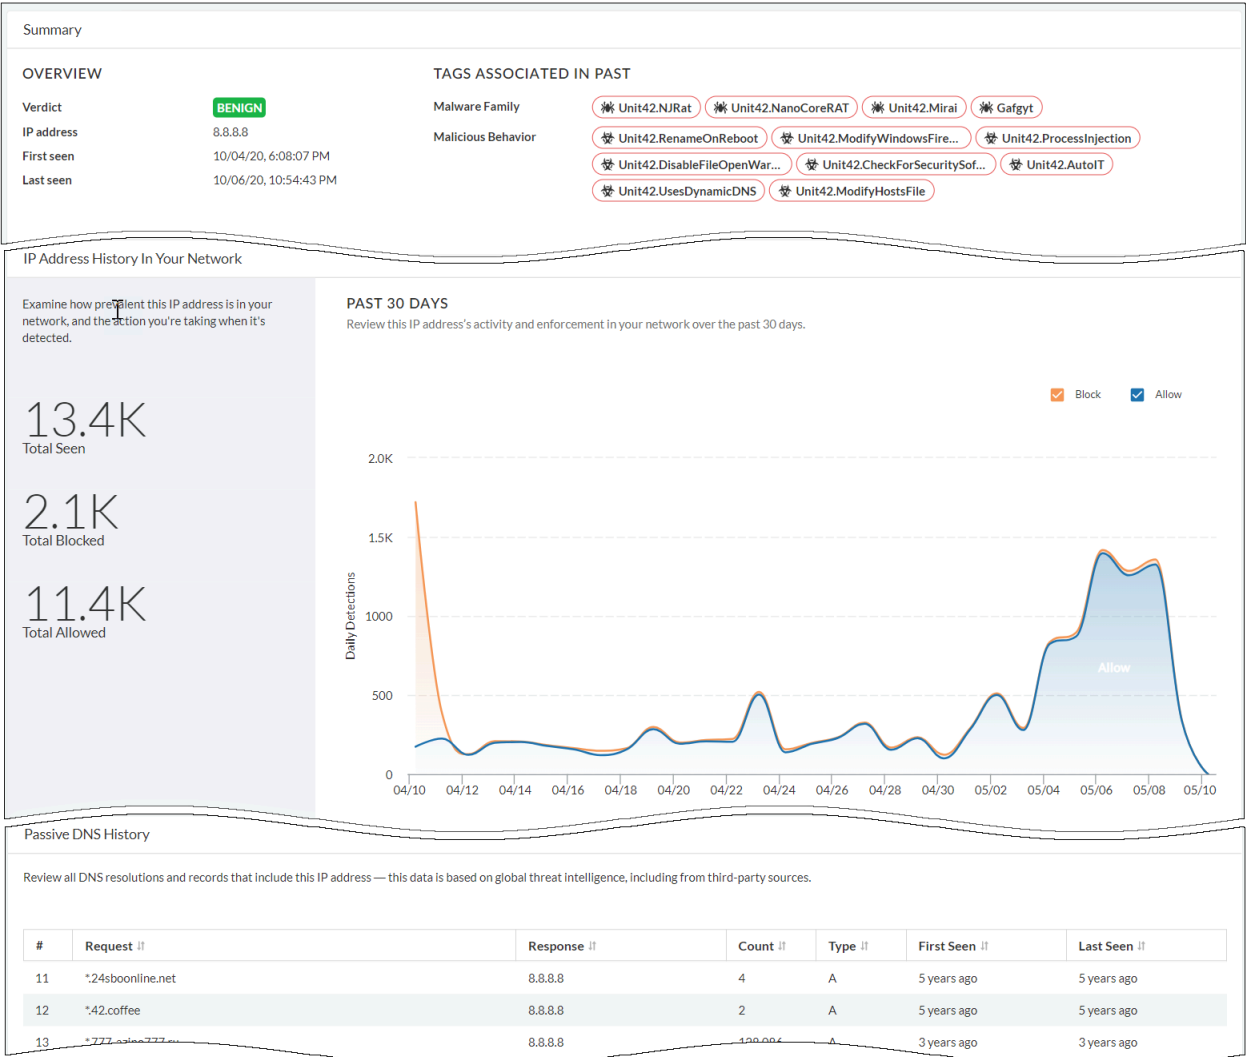 Summary
OVERVIEW
Verdict BENIGN
IP address 8.8.8.8
First seen 10/04/20, 6:08:07 PM
Last seen 10/06/20, 10:54:43 PM
TAGS ASSOCIATED IN PAST
Malware Family Unit42.NJRat Unit42.NanoCoreRAT Unit42.Mirai Gafgyt
Malicious Behavior Unit42.RenameOnReboot Unit42.ModifyWindowsFire... Unit42.ProcessInjection
Unit42.DisableFileOpenWar... Unit42.CheckForSecuritySof... Unit42.AutoIT
Unit42.UsesDynamicDNS Unit42.ModifyHostsFile
IP Address History In Your Network
Examine how prevalent this IP address is in your
network, and the action you're taking when it's
detected.
13.4K
Total Seen
2.1K
Total Blocked
11.4K
Total Allowed
PAST 30 DAYS
Review this IP address's activity and enforcement in your network over the past 30 days.
Block Allow
Daily Detections
2.0K
1.5K
1000
500
0
Allow
04/10 04/12 04/14 04/16 04/18 04/20 04/22 04/24 04/26 04/28 04/30 05/02 05/04 05/06 05/08 05/10
Passive DNS History
Review all DNS resolutions and records that include this IP address — this data is based on global threat intelligence, including from third-party sources.
# Request Response Count Type First Seen Last Seen
11 *.24sboonline.net 8.8.8.8 4 A 5 years ago 5 years ago
12 *.42.coffee 8.8.8.8 2 A 5 years ago 5 years ago
13 8.8.8.8 A 3 years ago 3 years ago